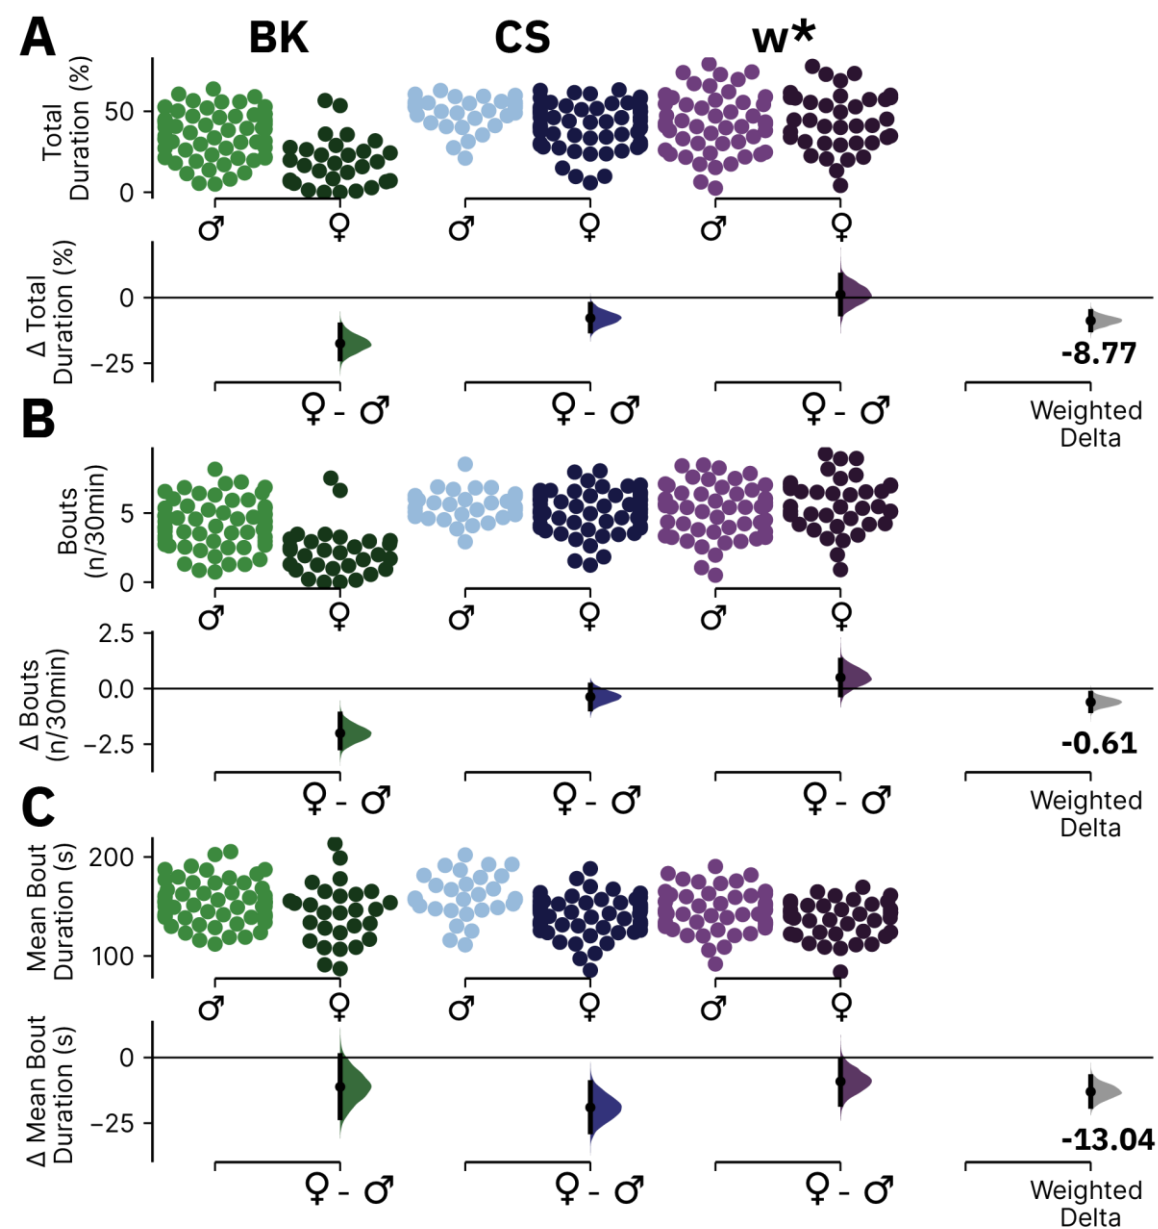 A
BK CS w*
Total
Duration (%)
50
0
♂ ♀ ♂ ♀ ♂ ♀
Δ Total
Duration (%)
0
−25
-8.77
♀ - ♂ ♀ - ♂ ♀ - ♂ Weighted
Delta
B
Bouts
(n/30min)
5
0
♂ ♀ ♂ ♀ ♂ ♀
Δ Bouts
(n/30min)
2.5
0.0
−2.5
-0.61
♀ - ♂ ♀ - ♂ ♀ - ♂ Weighted
Delta
C
Mean Bout
Duration (s)
200
100
♂ ♀ ♂ ♀ ♂ ♀
Δ Mean Bout
Duration (s)
0
−25
-13.04
♀ - ♂ ♀ - ♂ ♀ - ♂ Weighted
Delta